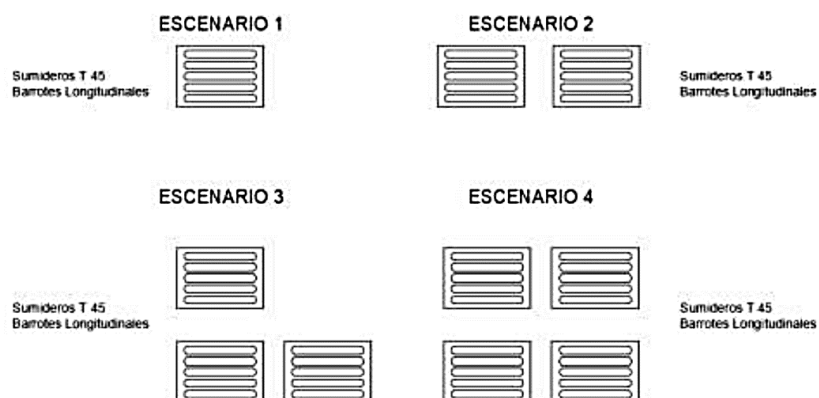 ESCENARIO 1
ESCENARIO 2
Sumideros T 45
Barrotes Longitudinales
Sumideros T 45
Barrotes Longitudinales
ESCENARIO 3
ESCENARIO 4
Sumideros T 45
Barrotes Longitudinales
Sumideros T 45
Barrotes Longitudinales